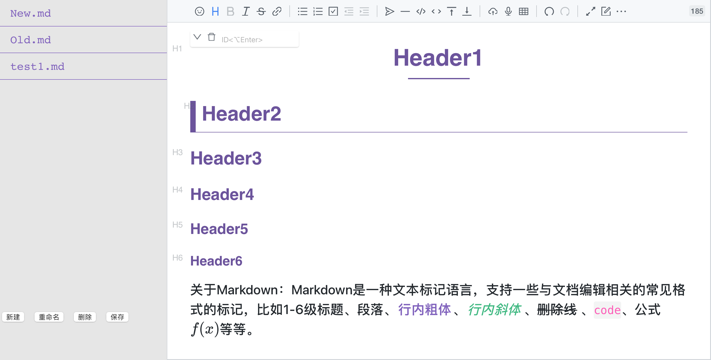 New.md
Old.md
test1.md
新建
重命名
删除
保存
185
ID<⌥Enter>
H1
Header1
H
Header2
H3
Header3
H4
Header4
H5
Header5
H6
Header6
关于Markdown：Markdown是一种文本标记语言，支持一些与文档编辑相关的常见格
式的标记，比如1-6级标题、段落、行内粗体、行内斜体、删除线、code、公式
f(x)等等。